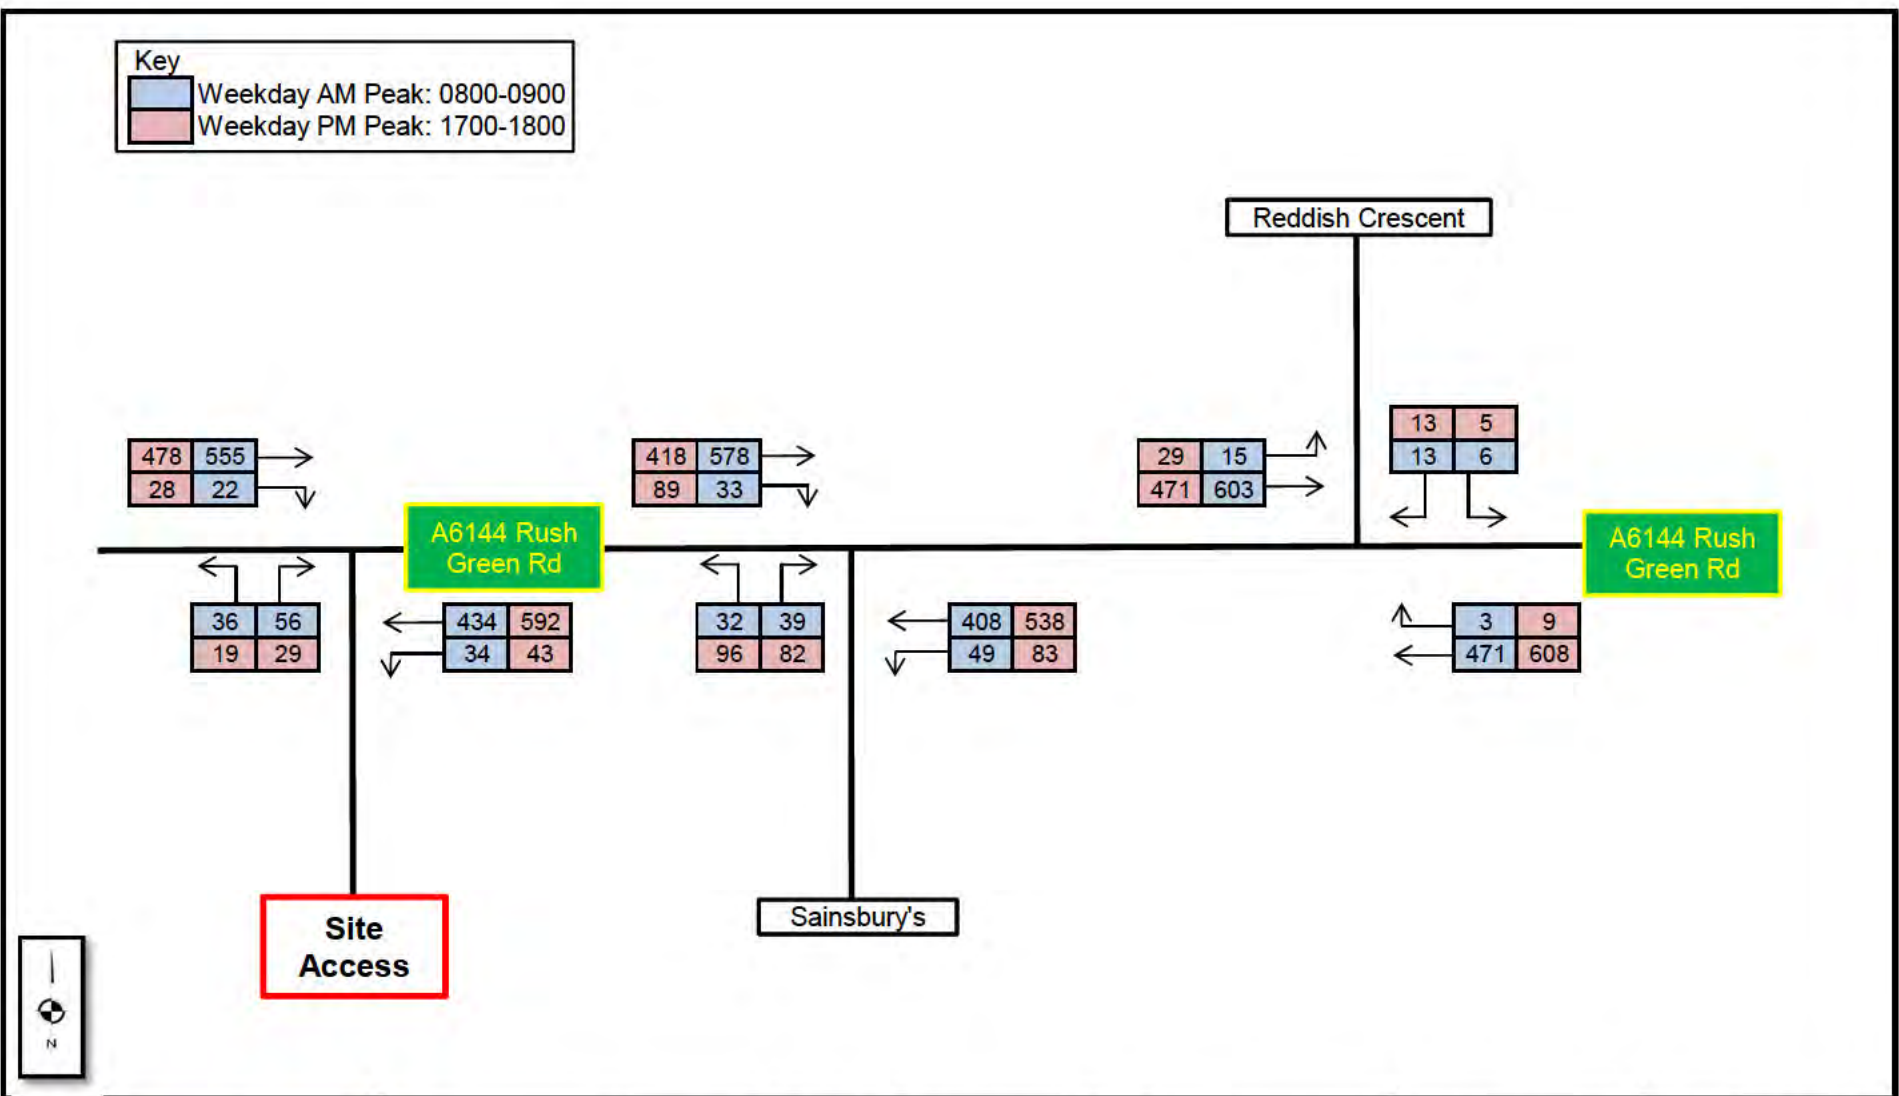 Key
Weekday AM Peak: 0800-0900
Weekday PM Peak: 1700-1800
Reddish Crescent
13 5
13 6
478 555
28 22
418 578
89 33
29 15
471 603
A6144 Rush
Green Rd
A6144 Rush
Green Rd
36 56
19 29
434 592
34 43
32 39
96 82
408 538
49 83
3 9
471 608
Site
Access
Sainsbury's
N